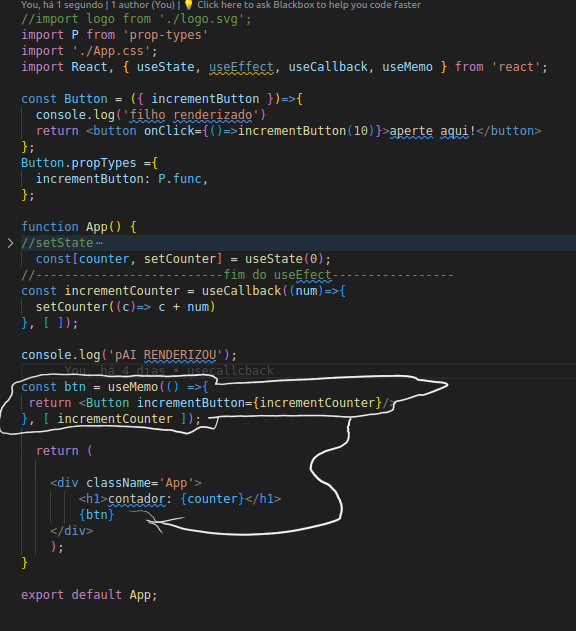 You, há 1 segundo | 1 author (You) | 💡 Click here to ask Blackbox to help you code faster
//import logo from './logo.svg';
import P from 'prop-types'
import './App.css';
import React, { useState, useEffect, useCallback, useMemo } from 'react';
const Button = ({ incrementButton })=>{
console.log('filho renderizado')
return <button onClick={()=>incrementButton(10)}>aperte aqui!</button>
};
Button.propTypes ={
incrementButton: P.func,
};
function App() {
//setState⋯
const[counter, setCounter] = useState(0);
//--------------------------fim do useEfect-----------------
const incrementCounter = useCallback((num)=>{
setCounter((c)=> c + num)
}, [ ]);
console.log('pAI RENDERIZOU');
You, há 4 dias • usecallcback
const btn = useMemo(() =>{
return <Button incrementButton={incrementCounter}/>
}, [ incrementCounter ]);
return (
<div className='App'>
<h1>contador: {counter}</h1>
{btn}
</div>
);
}
export default App;